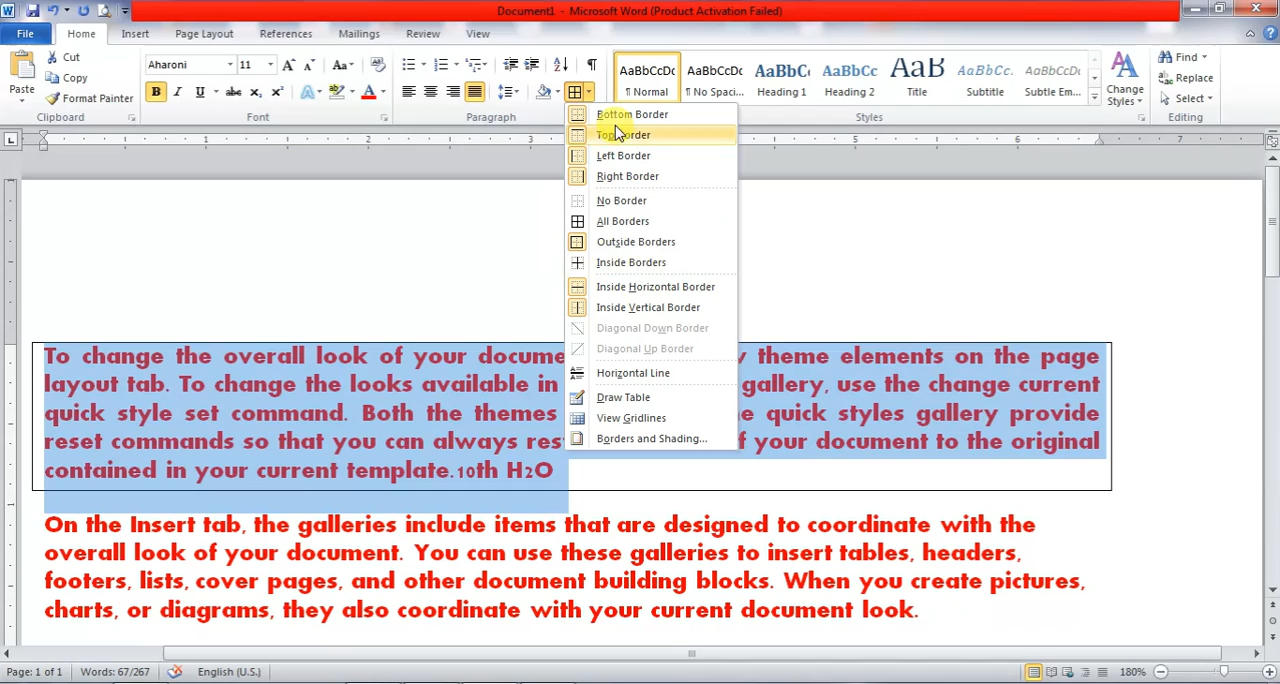 Document1 - Microsoft Word (Product Activation Failed)
File Home Insert Page Layout References Mailings Review View
Paste
Cut
Copy
Format Painter
Clipboard
Aharoni 11
B I U abc x₂ x²
Font
Paragraph
AaBbCcDc
¶ Normal
AaBbCcDc
¶ No Spaci...
AaBbCc
Heading 1
AaBbCc
Heading 2
AaB
Title
AaBbCc.
Subtitle
AaBbCcDc
Subtle Em...
Change
Styles
Styles
Find
Replace
Select
Editing
Bottom Border
Top Border
Left Border
Right Border
No Border
All Borders
Outside Borders
Inside Borders
Inside Horizontal Border
Inside Vertical Border
Diagonal Down Border
Diagonal Up Border
Horizontal Line
Draw Table
View Gridlines
Borders and Shading...
1 2 3 5 6 7
To change the overall look of your docume theme elements on the page
layout tab. To change the looks available in gallery, use the change current
quick style set command. Both the themes quick styles gallery provide
reset commands so that you can always res f your document to the original
contained in your current template.10th H2O
On the Insert tab, the galleries include items that are designed to coordinate with the
overall look of your document. You can use these galleries to insert tables, headers,
footers, lists, cover pages, and other document building blocks. When you create pictures,
charts, or diagrams, they also coordinate with your current document look.
Page: 1 of 1 Words: 67/267 English (U.S.) 180%